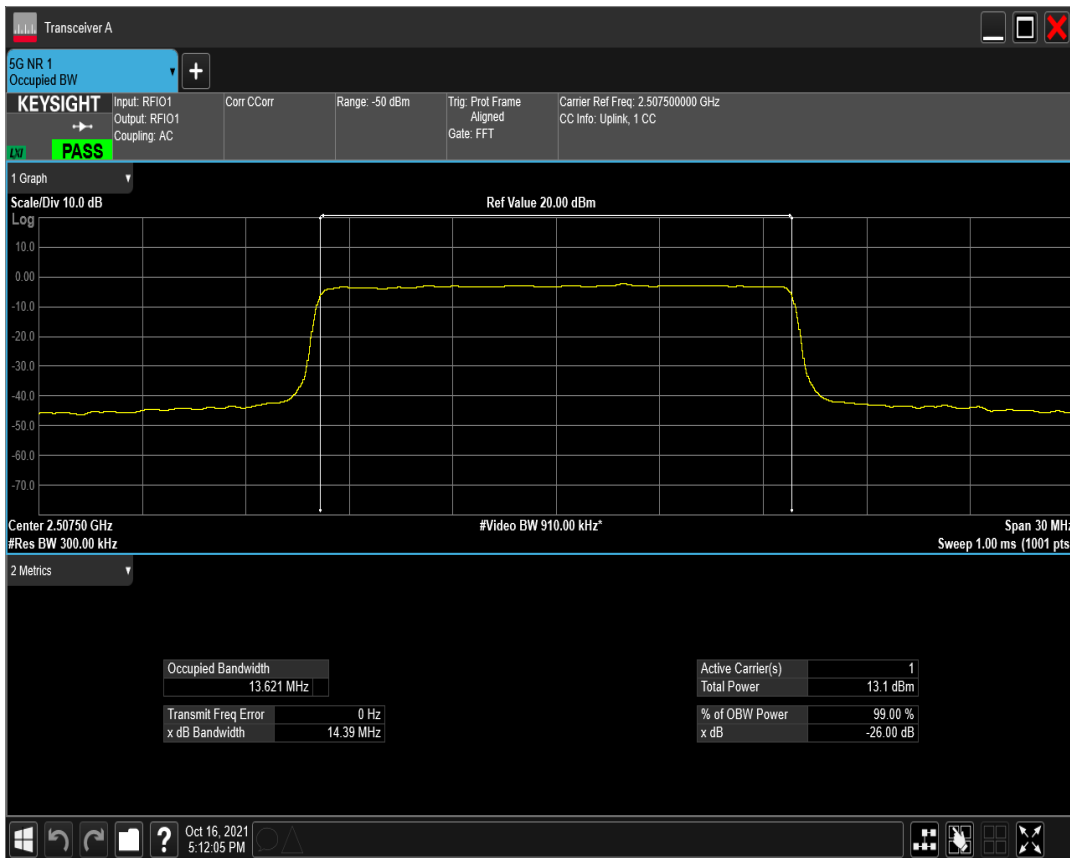 Transceiver A
5G NR 1
Occupied BW
KEYSIGHT
LXI
PASS
Input: RFIO1
Output: RFIO1
Coupling: AC
Corr CCorr
Range: -50 dBm
Trig: Prot Frame
Aligned
Gate: FFT
Carrier Ref Freq: 2.507500000 GHz
CC Info: Uplink, 1 CC
1 Graph
Scale/Div 10.0 dB
Ref Value 20.00 dBm
Log
10.0
0.00
-10.0
-20.0
-30.0
-40.0
-50.0
-60.0
-70.0
Center 2.50750 GHz
#Video BW 910.00 kHz*
Span 30 MHz
#Res BW 300.00 kHz
Sweep 1.00 ms (1001 pts
2 Metrics
Occupied Bandwidth
13.621 MHz
Transmit Freq Error 0 Hz
x dB Bandwidth 14.39 MHz
Active Carrier(s) 1
Total Power 13.1 dBm
% of OBW Power 99.00 %
x dB -26.00 dB
?
Oct 16, 2021
5:12:05 PM